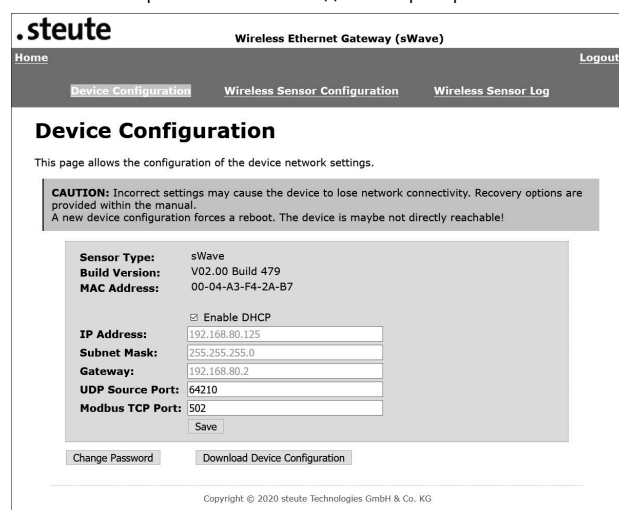 .steute
Wireless Ethernet Gateway (sWave)
Home
Logout
Device Configuration Wireless Sensor Configuration Wireless Sensor Log
Device Configuration
This page allows the configuration of the device network settings.
CAUTION: Incorrect settings may cause the device to lose network connectivity. Recovery options are
provided within the manual.
A new device configuration forces a reboot. The device is maybe not directly reachable!
Sensor Type: sWave
Build Version: V02.00 Build 479
MAC Address: 00-04-A3-F4-2A-B7
Enable DHCP
IP Address: 192.168.80.125
Subnet Mask: 255.255.255.0
Gateway: 192.168.80.2
UDP Source Port: 64210
Modbus TCP Port: 502
Save
Change Password Download Device Configuration
Copyright © 2020 steute Technologies GmbH & Co. KG